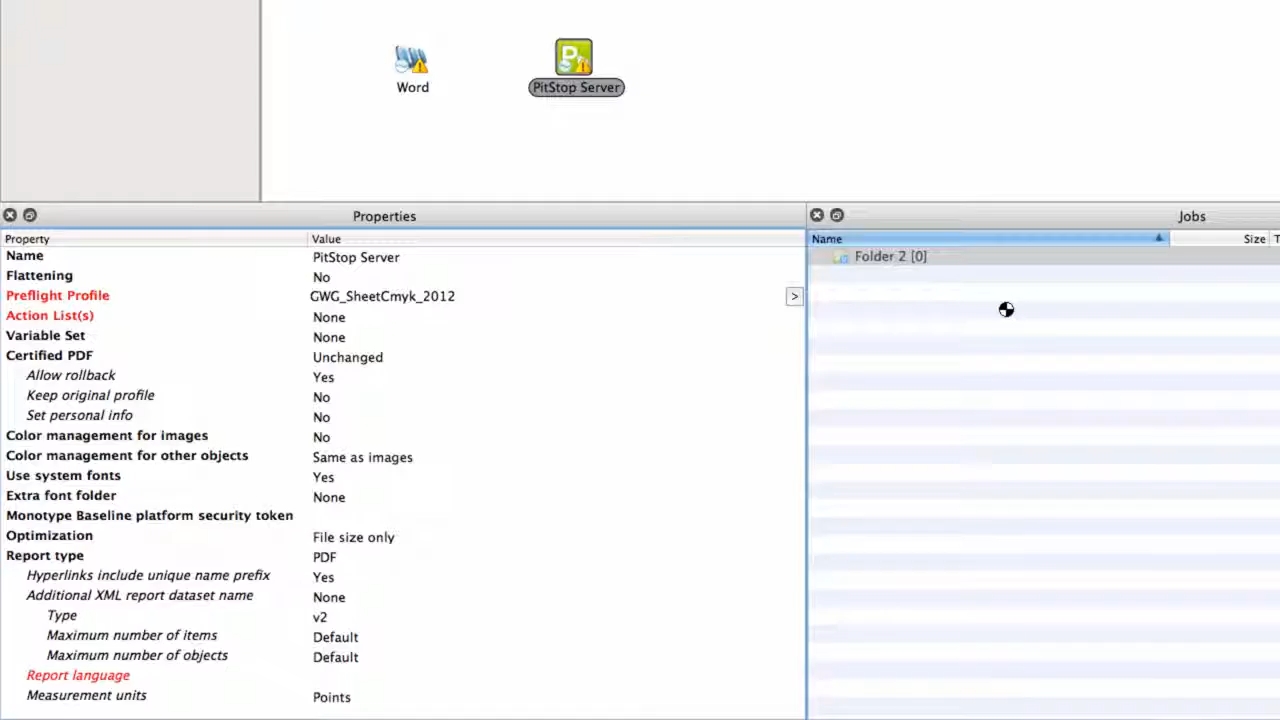 Word PitStop Server
Properties Jobs
Property Value Name Size
Name PitStop Server Folder 2 [0]
Flattening No
Preflight Profile GWG_SheetCmyk_2012 >
Action List(s) None
Variable Set None
Certified PDF Unchanged
Allow rollback Yes
Keep original profile No
Set personal info No
Color management for images No
Color management for other objects Same as images
Use system fonts Yes
Extra font folder None
Monotype Baseline platform security token
Optimization File size only
Report type PDF
Hyperlinks include unique name prefix Yes
Additional XML report dataset name None
Type v2
Maximum number of items Default
Maximum number of objects Default
Report language
Measurement units Points